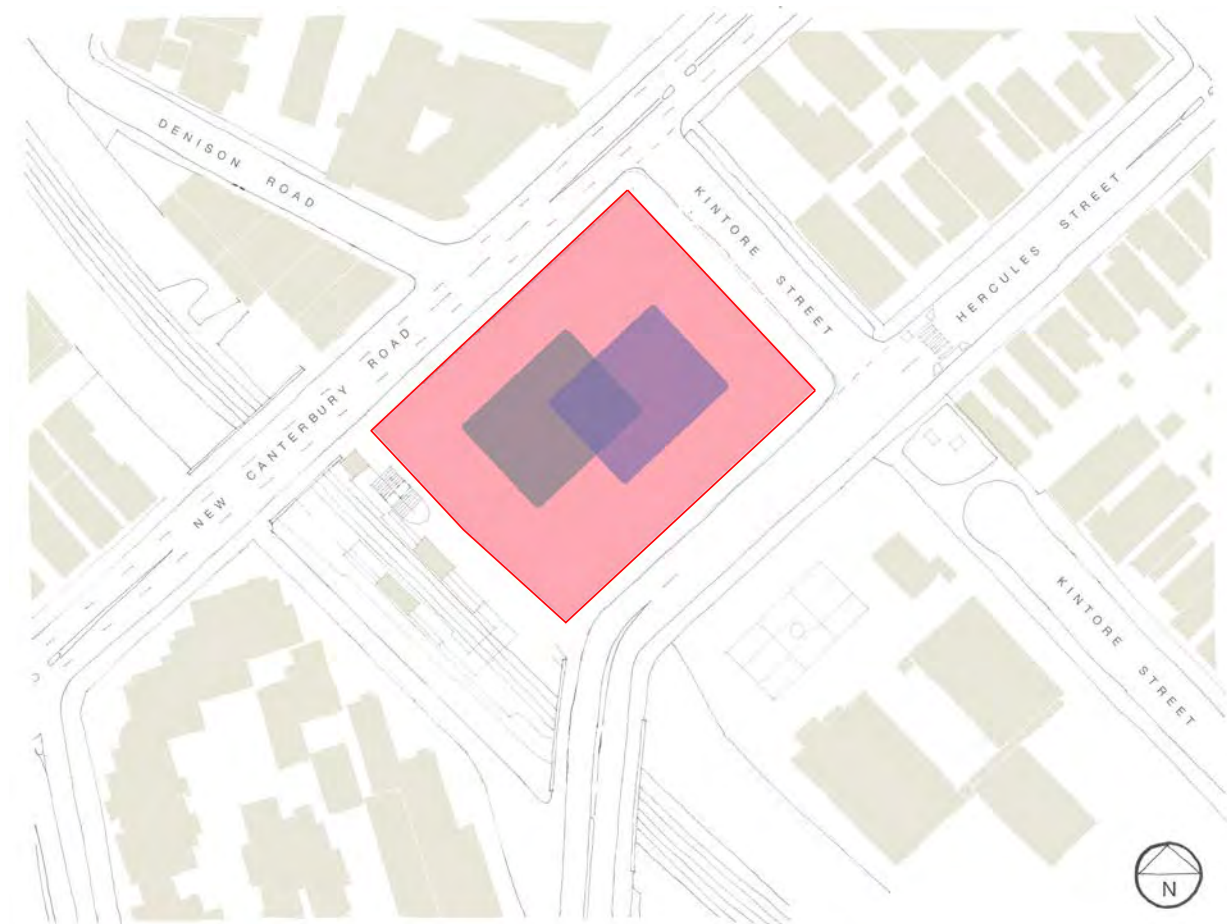 DENISON ROAD
KINTORE STREET
HERCULES STREET
NEW CANTERBURY ROAD
KINTORE STREET
N